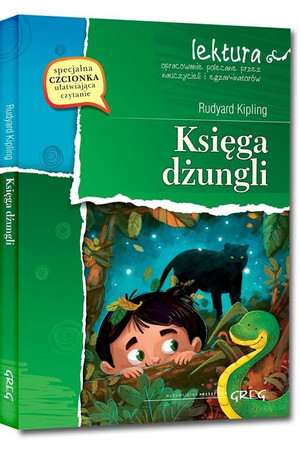 specjalna
CZCIONKA
ułatwiająca
czytanie
lektura
opracowanie polecane przez
nauczycieli i egzaminatorów
Rudyard Kipling
Księga
dżungli
GREG
Rudyard Kipling
Księga dżungli
GREG